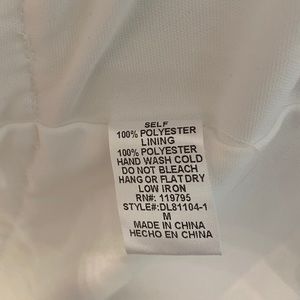 SELF
100% POLYESTER
LINING
100% POLYESTER
HAND WASH COLD
DO NOT BLEACH
HANG OR FLAT DRY
LOW IRON
RN#: 119795
STYLE#:DL81104-1
M
MADE IN CHINA
HECHO EN CHINA